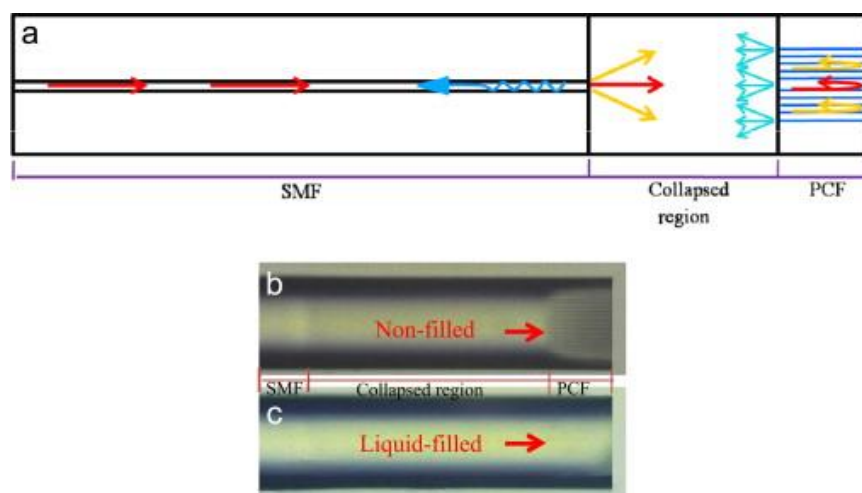 a
SMF
Collapsed
region
PCF
b
Non-filled
SMF
Collapsed region
PCF
c
Liquid-filled